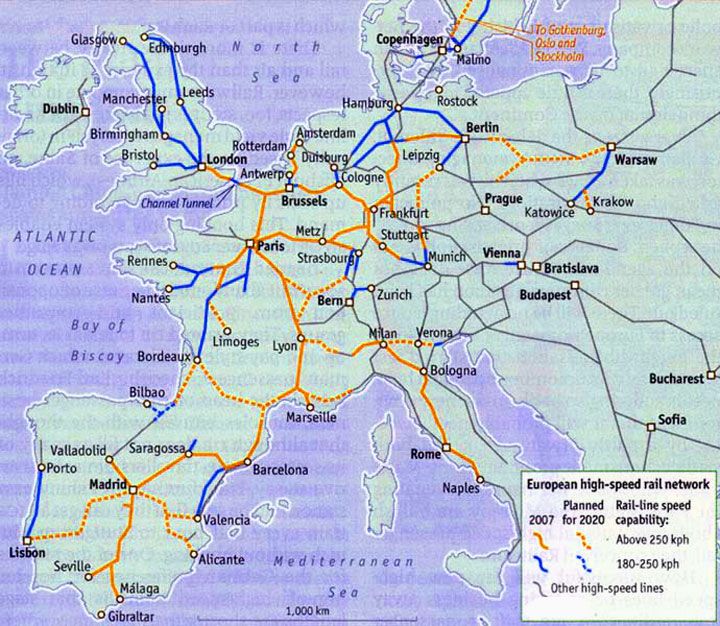 To Gothenburg,
Oslo and
Stockholm
Copenhagen
Malmo
Glasgow
Edinburgh
North
Sea
Dublin
Manchester
Leeds
Birmingham
Bristol
London
Channel Tunnel
Hamburg
Rostock
Amsterdam
Rotterdam
Duisburg
Antwerp
Brussels
Cologne
Berlin
Leipzig
Warsaw
Prague
Katowice
Krakow
Frankfurt
Metz
Stuttgart
Strasbourg
Munich
Vienna
Bratislava
Budapest
ATLANTIC
OCEAN
Paris
Rennes
Nantes
Bern
Zurich
Bay of
Biscay
Limoges
Bordeaux
Lyon
Milan
Verona
Bologna
Bucharest
Sofia
Bilbao
Marseille
Valladolid
Saragossa
Porto
Madrid
Barcelona
Rome
Naples
Lisbon
Valencia
Alicante
Seville
Málaga
Gibraltar
Mediterranean
Sea
1,000 km
European high-speed rail network
2007
Planned
for 2020
Rail-line speed
capability:
Above 250 kph
180-250 kph
Other high-speed lines